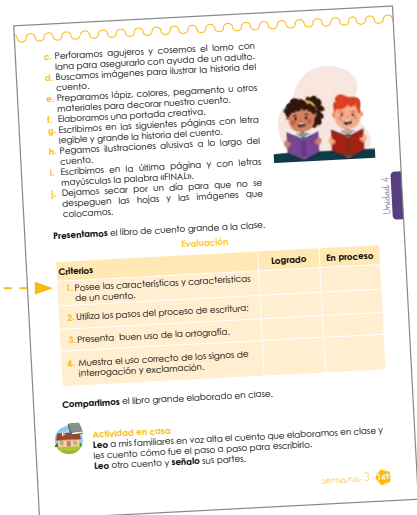 c. Perforamos agujeros y cosemos el lomo con
lana para asegurarlo con ayuda de un adulto.
d. Buscamos imágenes para ilustrar la historia del
cuento.
e. Preparamos lápiz, colores, pegamento u otros
materiales para decorar nuestro cuento.
f. Elaboramos una portada creativa.
g. Escribimos en las siguientes páginas con letra
legible y grande la historia del cuento.
h. Pegamos ilustraciones alusivas a lo largo del
cuento.
i. Escribimos en la última página y con letras
mayúsculas la palabra «FINAL».
j. Dejamos secar por un día para que no se
despeguen las hojas y las imágenes que
colocamos.
Unidad 4
Presentamos el libro de cuento grande a la clase.
Evaluación
Criterios Logrado En proceso
1. Posee las características y características
de un cuento.
2. Utiliza los pasos del proceso de escritura:
3. Presenta buen uso de la ortografía.
4. Muestra el uso correcto de los signos de
interrogación y exclamación.
Compartimos el libro grande elaborado en clase.
Actividad en casa
Leo a mis familiares en voz alta el cuento que elaboramos en clase y
les cuento cómo fue el paso a paso para escribirlo.
Leo otro cuento y señalo sus partes.
semana 3 149